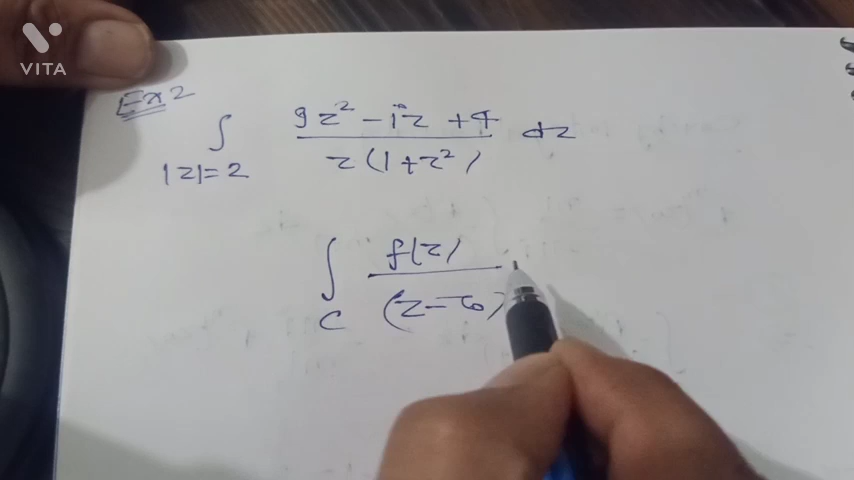 VITA
Ex 2
∫ |z|=2 (9z² - iz + 4) / (z(1+z²)) dz
∫ C f(z) / (z-z₀)